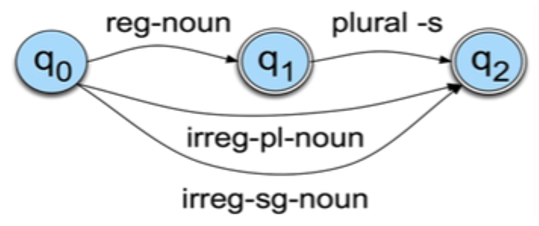 reg-noun plural -s
q0 q1 q2
irreg-pl-noun
irreg-sg-noun